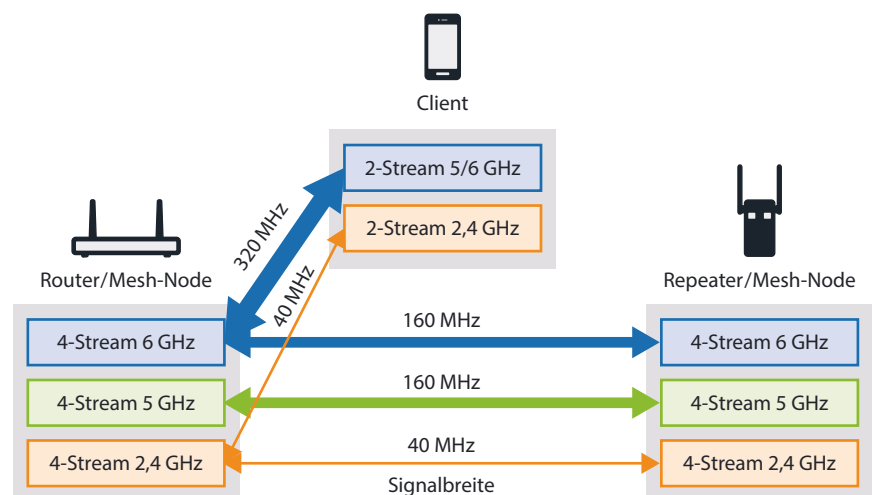 Client
2-Stream 5/6 GHz
2-Stream 2,4 GHz
320 MHz
40 MHz
Router/Mesh-Node
Repeater/Mesh-Node
4-Stream 6 GHz
160 MHz
4-Stream 6 GHz
4-Stream 5 GHz
160 MHz
4-Stream 5 GHz
4-Stream 2,4 GHz
40 MHz
4-Stream 2,4 GHz
Signalbreite